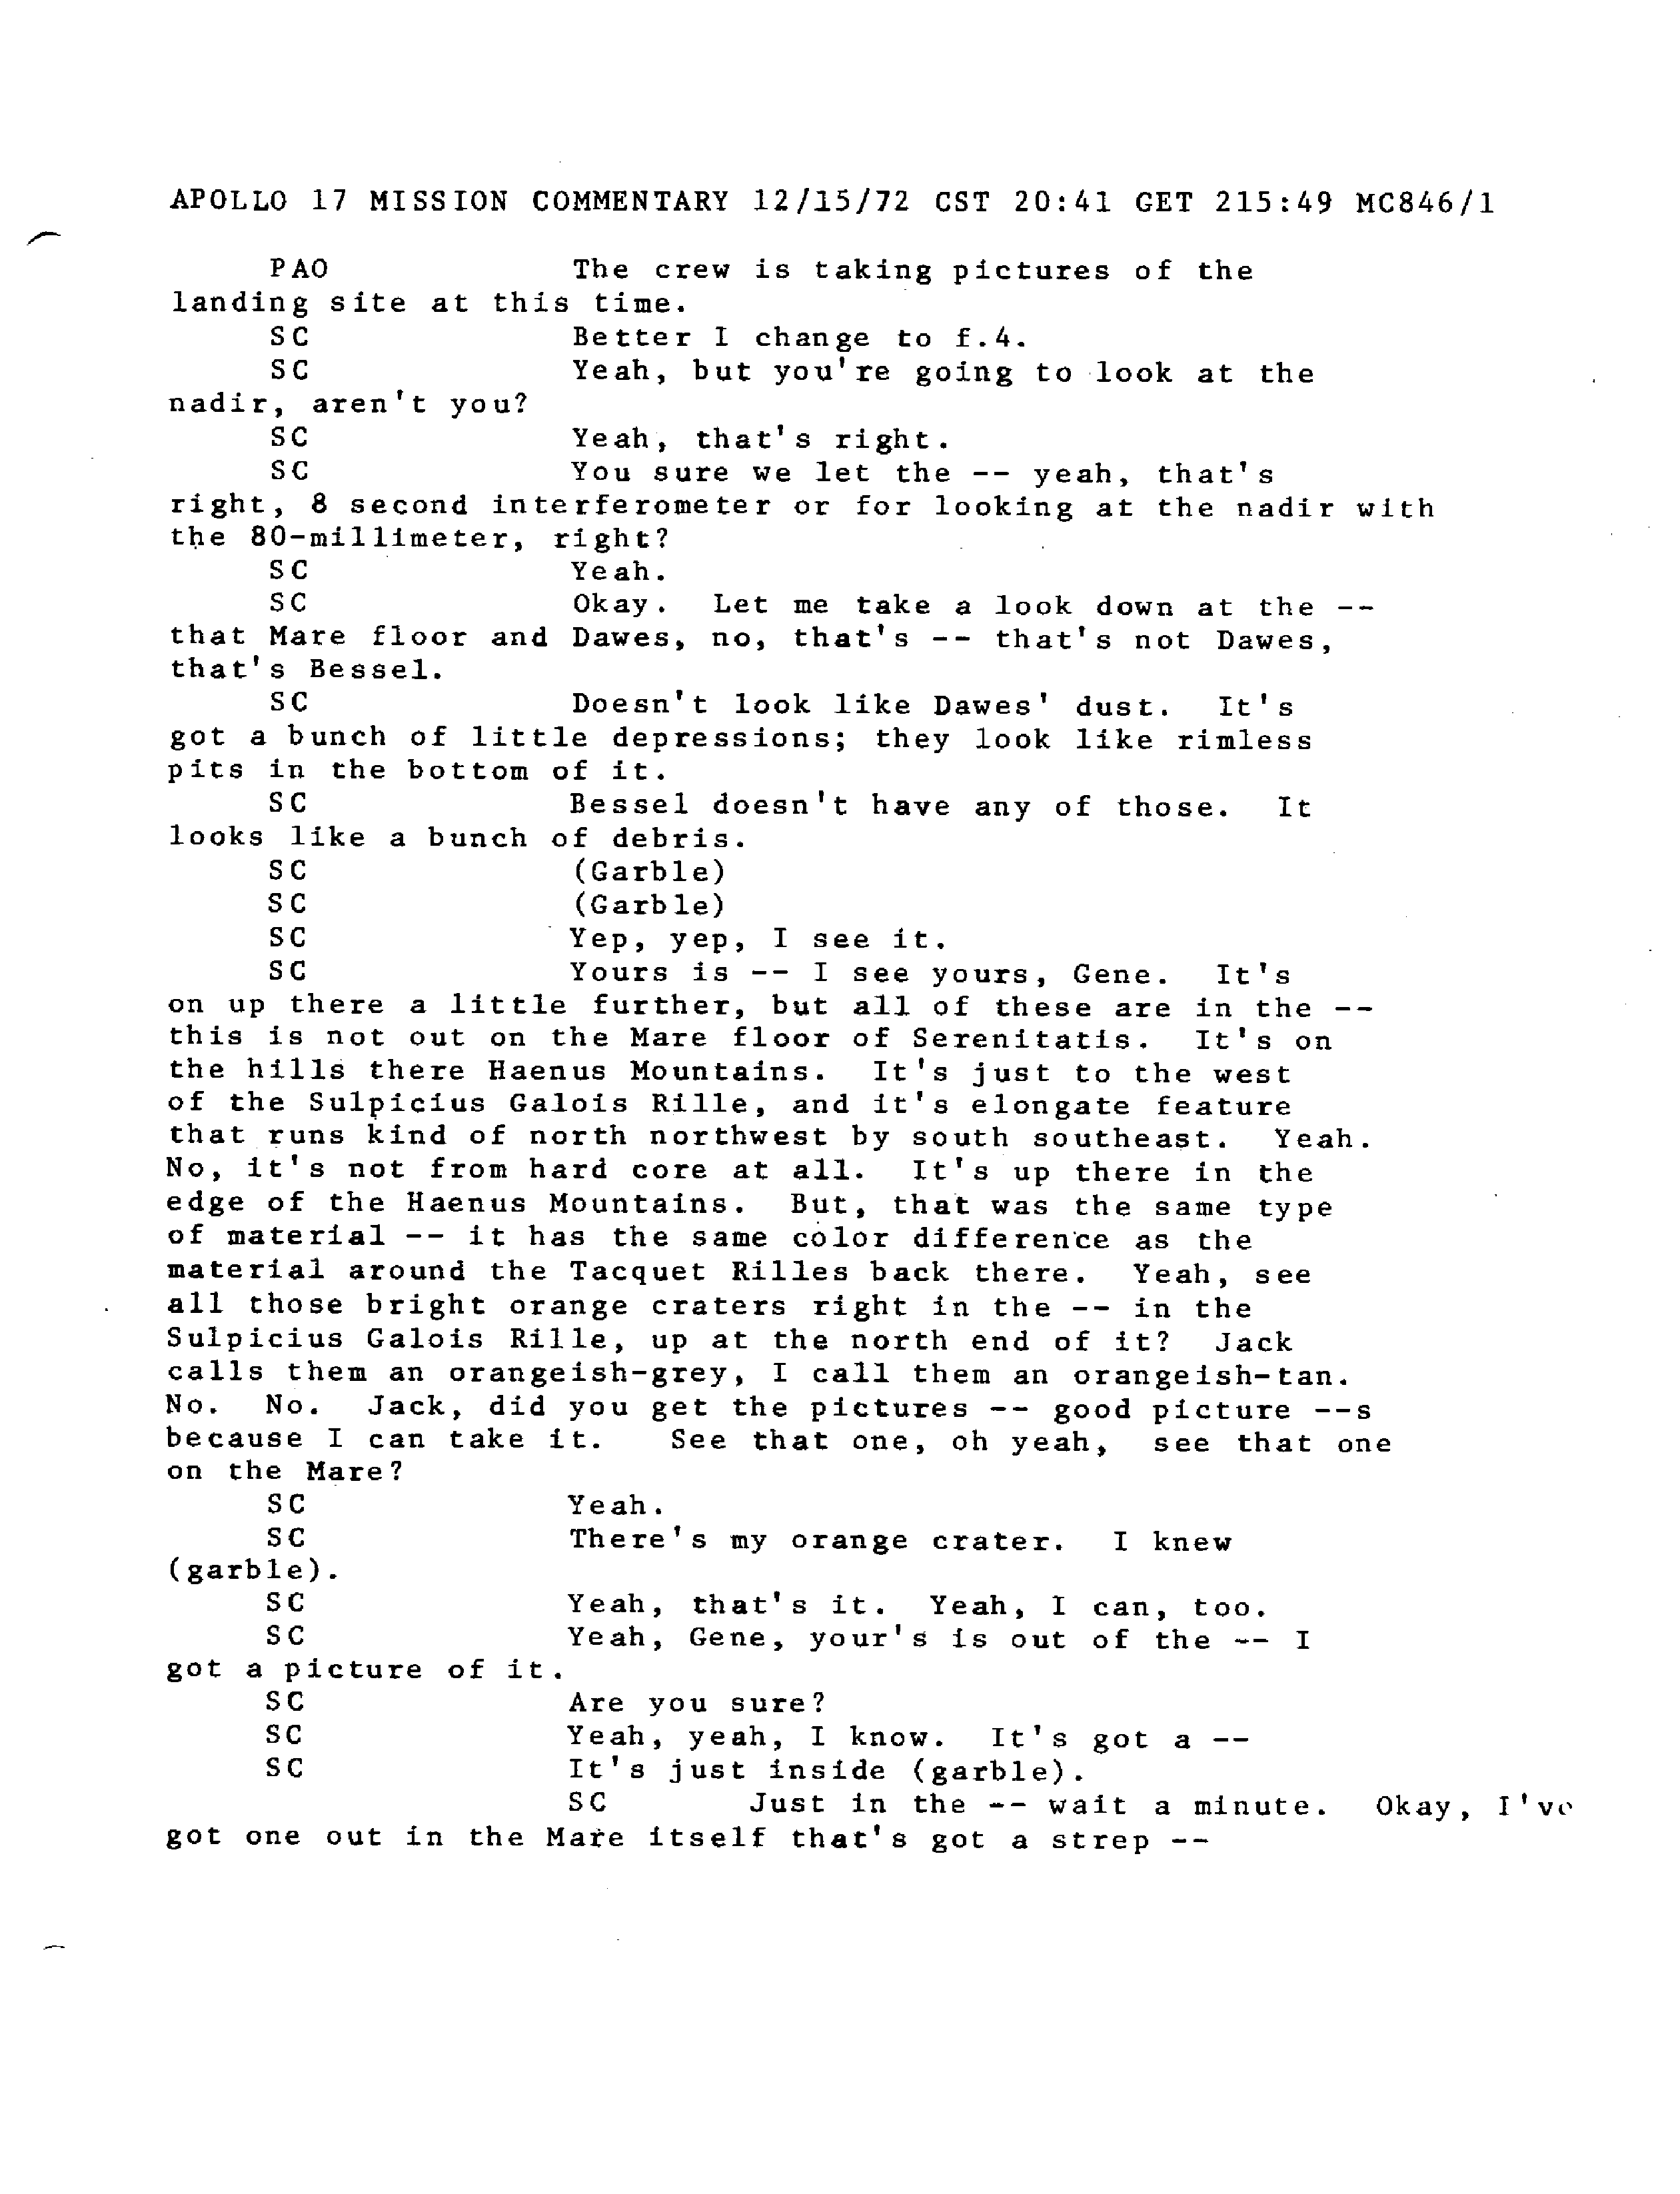 APOLLO 17 MISSION COMMENTARY 12/15/72 CST 20:41 GET 215:49 MC846/1
PAO The crew is taking pictures of the
landing site at this time.
SC Better I change to f.4.
SC Yeah, but you're going to look at the
nadir, aren't you?
SC Yeah, that's right.
SC You sure we let the -- yeah, that's
right, 8 second interferometer or for looking at the nadir with
the 80-millimeter, right?
SC Yeah.
SC Okay. Let me take a look down at the --
that Mare floor and Dawes, no, that's -- that's not Dawes,
that's Bessel.
SC Doesn't look like Dawes' dust. It's
got a bunch of little depressions; they look like rimless
pits in the bottom of it.
SC Bessel doesn't have any of those. It
looks like a bunch of debris.
SC (Garble)
SC (Garble)
SC Yep, yep, I see it.
SC Yours is -- I see yours, Gene. It's
on up there a little further, but all of these are in the --
this is not out on the Mare floor of Serenitatis. It's on
the hills there Haenus Mountains. It's just to the west
of the Sulpicius Galois Rille, and it's elongate feature
that runs kind of north northwest by south southeast. Yeah.
No, it's not from hard core at all. It's up there in the
edge of the Haenus Mountains. But, that was the same type
of material -- it has the same color difference as the
material around the Tacquet Rilles back there. Yeah, see
all those bright orange craters right in the -- in the
Sulpicius Galois Rille, up at the north end of it? Jack
calls them an orangeish-grey, I call them an orangeish-tan.
No. No. Jack, did you get the pictures -- good picture --s
because I can take it. See that one, oh yeah, see that one
on the Mare?
SC Yeah.
SC There's my orange crater. I knew
(garble).
SC Yeah, that's it. Yeah, I can, too.
SC Yeah, Gene, your's is out of the -- I
got a picture of it.
SC Are you sure?
SC Yeah, yeah, I know. It's got a --
SC It's just inside (garble).
SC Just in the -- wait a minute. Okay, I've
got one out in the Mare itself that's got a strep --